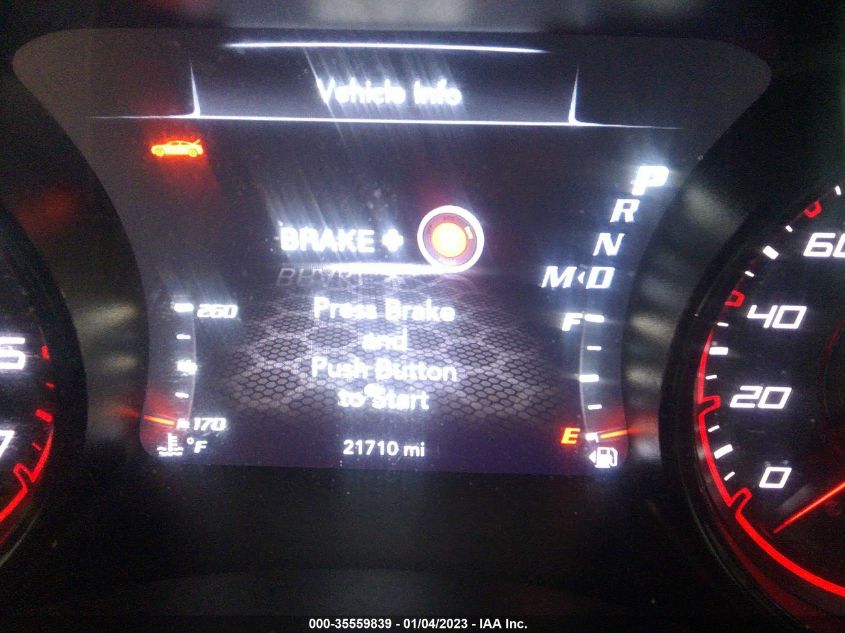 Vehicle Info
P
R
N
M D
BRAKE +
Press Brake
and
Push Button
to Start
260
170
°F
F
E
21710 mi
60
40
20
0
7
000-35559839 - 01/04/2023 - IAA Inc.